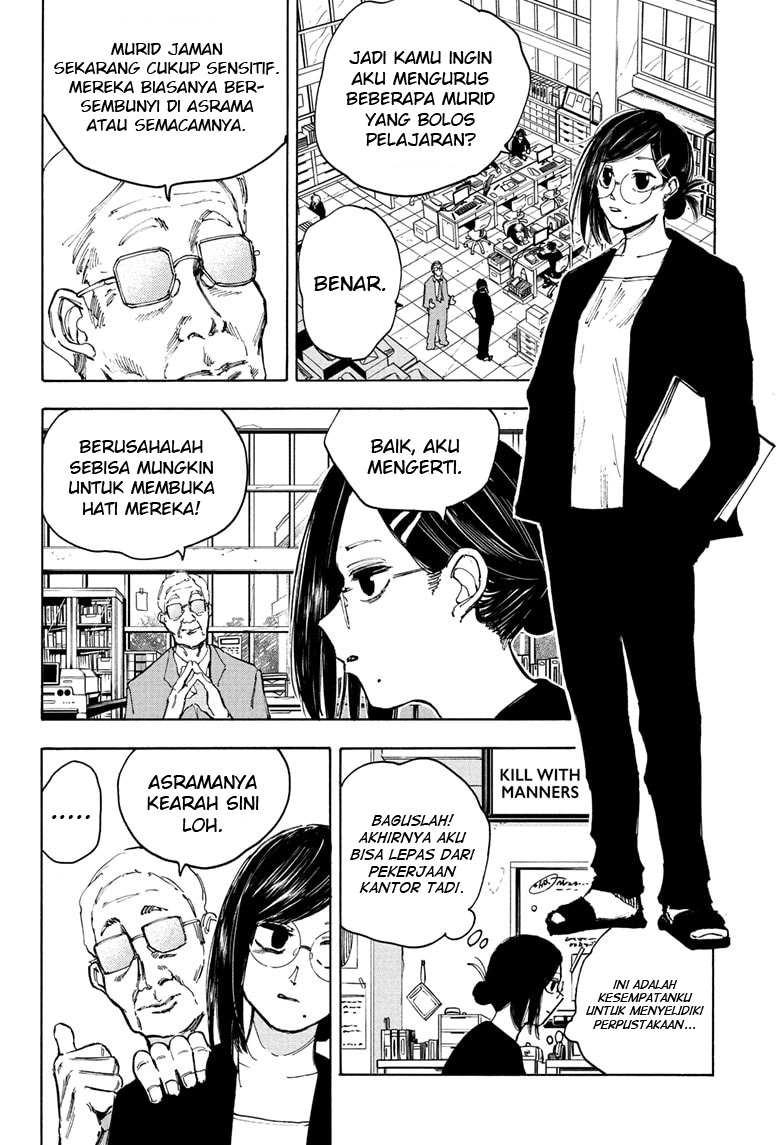 JADI KAMU INGIN
AKU MENGURUS
BEBERAPA MURID
YANG BOLOS
PELAJARAN?
BENAR.
MURID JAMAN
SEKARANG CUKUP SENSITIF.
MEREKA BIASANYA BER-
SEMBUNYI DI ASRAMA
ATAU SEMACAMNYA.
BAIK, AKU
MENGERTI.
BERUSAHALAH
SEBISA MUNGKIN
UNTUK MEMBUKA
HATI MEREKA!
KILL WITH
MANNERS
BAGUSLAH!
AKHIRNYA AKU
BISA LEPAS DARI
PEKERJAAN
KANTOR TADI.
INI ADALAH
KESEMPATANKU
UNTUK MENYELIDIKI
PERPUSTAKAAN...
ASRAMANYA
KEARAH SINI
LOH.
.....